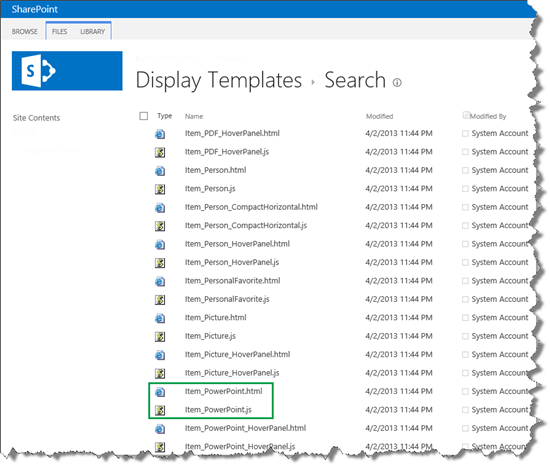 SharePoint
BROWSE FILES LIBRARY
S
Display Templates Search
Site Contents
Type Name Modified Modified By
Item_PDF_HoverPanel.html 4/2/2013 11:44 PM System Account
Item_PDF_HoverPanel.js 4/2/2013 11:44 PM System Account
Item_Person.html 4/2/2013 11:44 PM System Account
Item_Person.js 4/2/2013 11:44 PM System Account
Item_Person_CompactHorizontal.html 4/2/2013 11:44 PM System Account
Item_Person_CompactHorizontal.js 4/2/2013 11:44 PM System Account
Item_Person_HoverPanel.html 4/2/2013 11:44 PM System Account
Item_Person_HoverPanel.js 4/2/2013 11:44 PM System Account
Item_PersonalFavorite.html 4/2/2013 11:44 PM System Account
Item_PersonalFavorite.js 4/2/2013 11:44 PM System Account
Item_Picture.html 4/2/2013 11:44 PM System Account
Item_Picture.js 4/2/2013 11:44 PM System Account
Item_Picture_HoverPanel.html 4/2/2013 11:44 PM System Account
Item_Picture_HoverPanel.js 4/2/2013 11:44 PM System Account
Item_PowerPoint.html 4/2/2013 11:44 PM System Account
Item_PowerPoint.js 4/2/2013 11:44 PM System Account
Item_PowerPoint_HoverPanel.html 4/2/2013 11:44 PM System Account
Item_PowerPoint_HoverPanel.js 4/2/2013 11:44 PM System Account